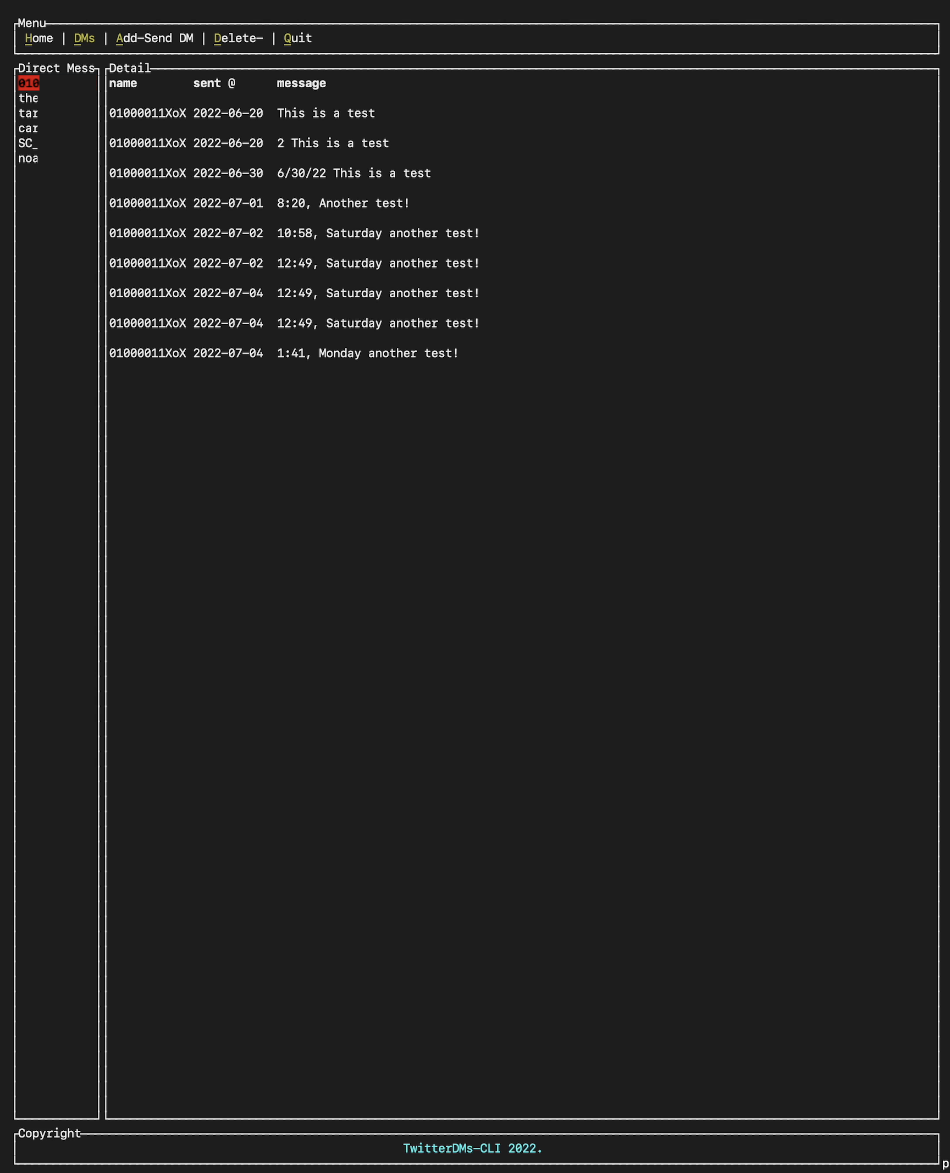 Menu
Home | DMs | Add-Send DM | Delete- | Quit
Direct Mess
010
the
tar
car
SC_
noa
Detail
name sent @ message
01000011XoX 2022-06-20 This is a test
01000011XoX 2022-06-20 2 This is a test
01000011XoX 2022-06-30 6/30/22 This is a test
01000011XoX 2022-07-01 8:20, Another test!
01000011XoX 2022-07-02 10:58, Saturday another test!
01000011XoX 2022-07-02 12:49, Saturday another test!
01000011XoX 2022-07-04 12:49, Saturday another test!
01000011XoX 2022-07-04 12:49, Saturday another test!
01000011XoX 2022-07-04 1:41, Monday another test!
Copyright
TwitterDMs-CLI 2022.
p